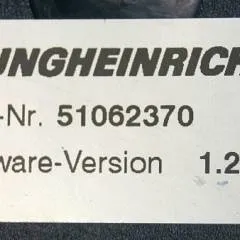 UNGHEINRICH
-Nr. 51062370
ware-Version 1.2